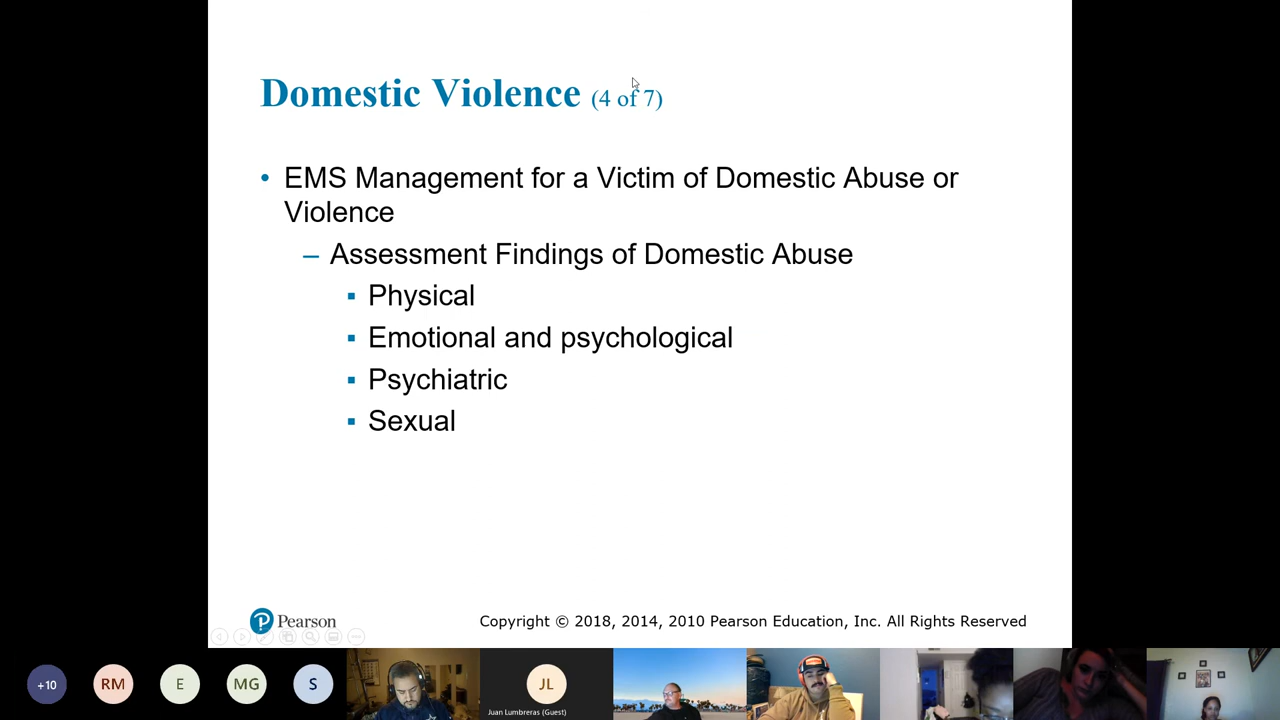 Domestic Violence (4 of 7)
• EMS Management for a Victim of Domestic Abuse or
Violence
– Assessment Findings of Domestic Abuse
▪ Physical
▪ Emotional and psychological
▪ Psychiatric
▪ Sexual
Pearson
Copyright © 2018, 2014, 2010 Pearson Education, Inc. All Rights Reserved
+10
RM
E
MG
S
JL
Juan Lumbreras (Guest)